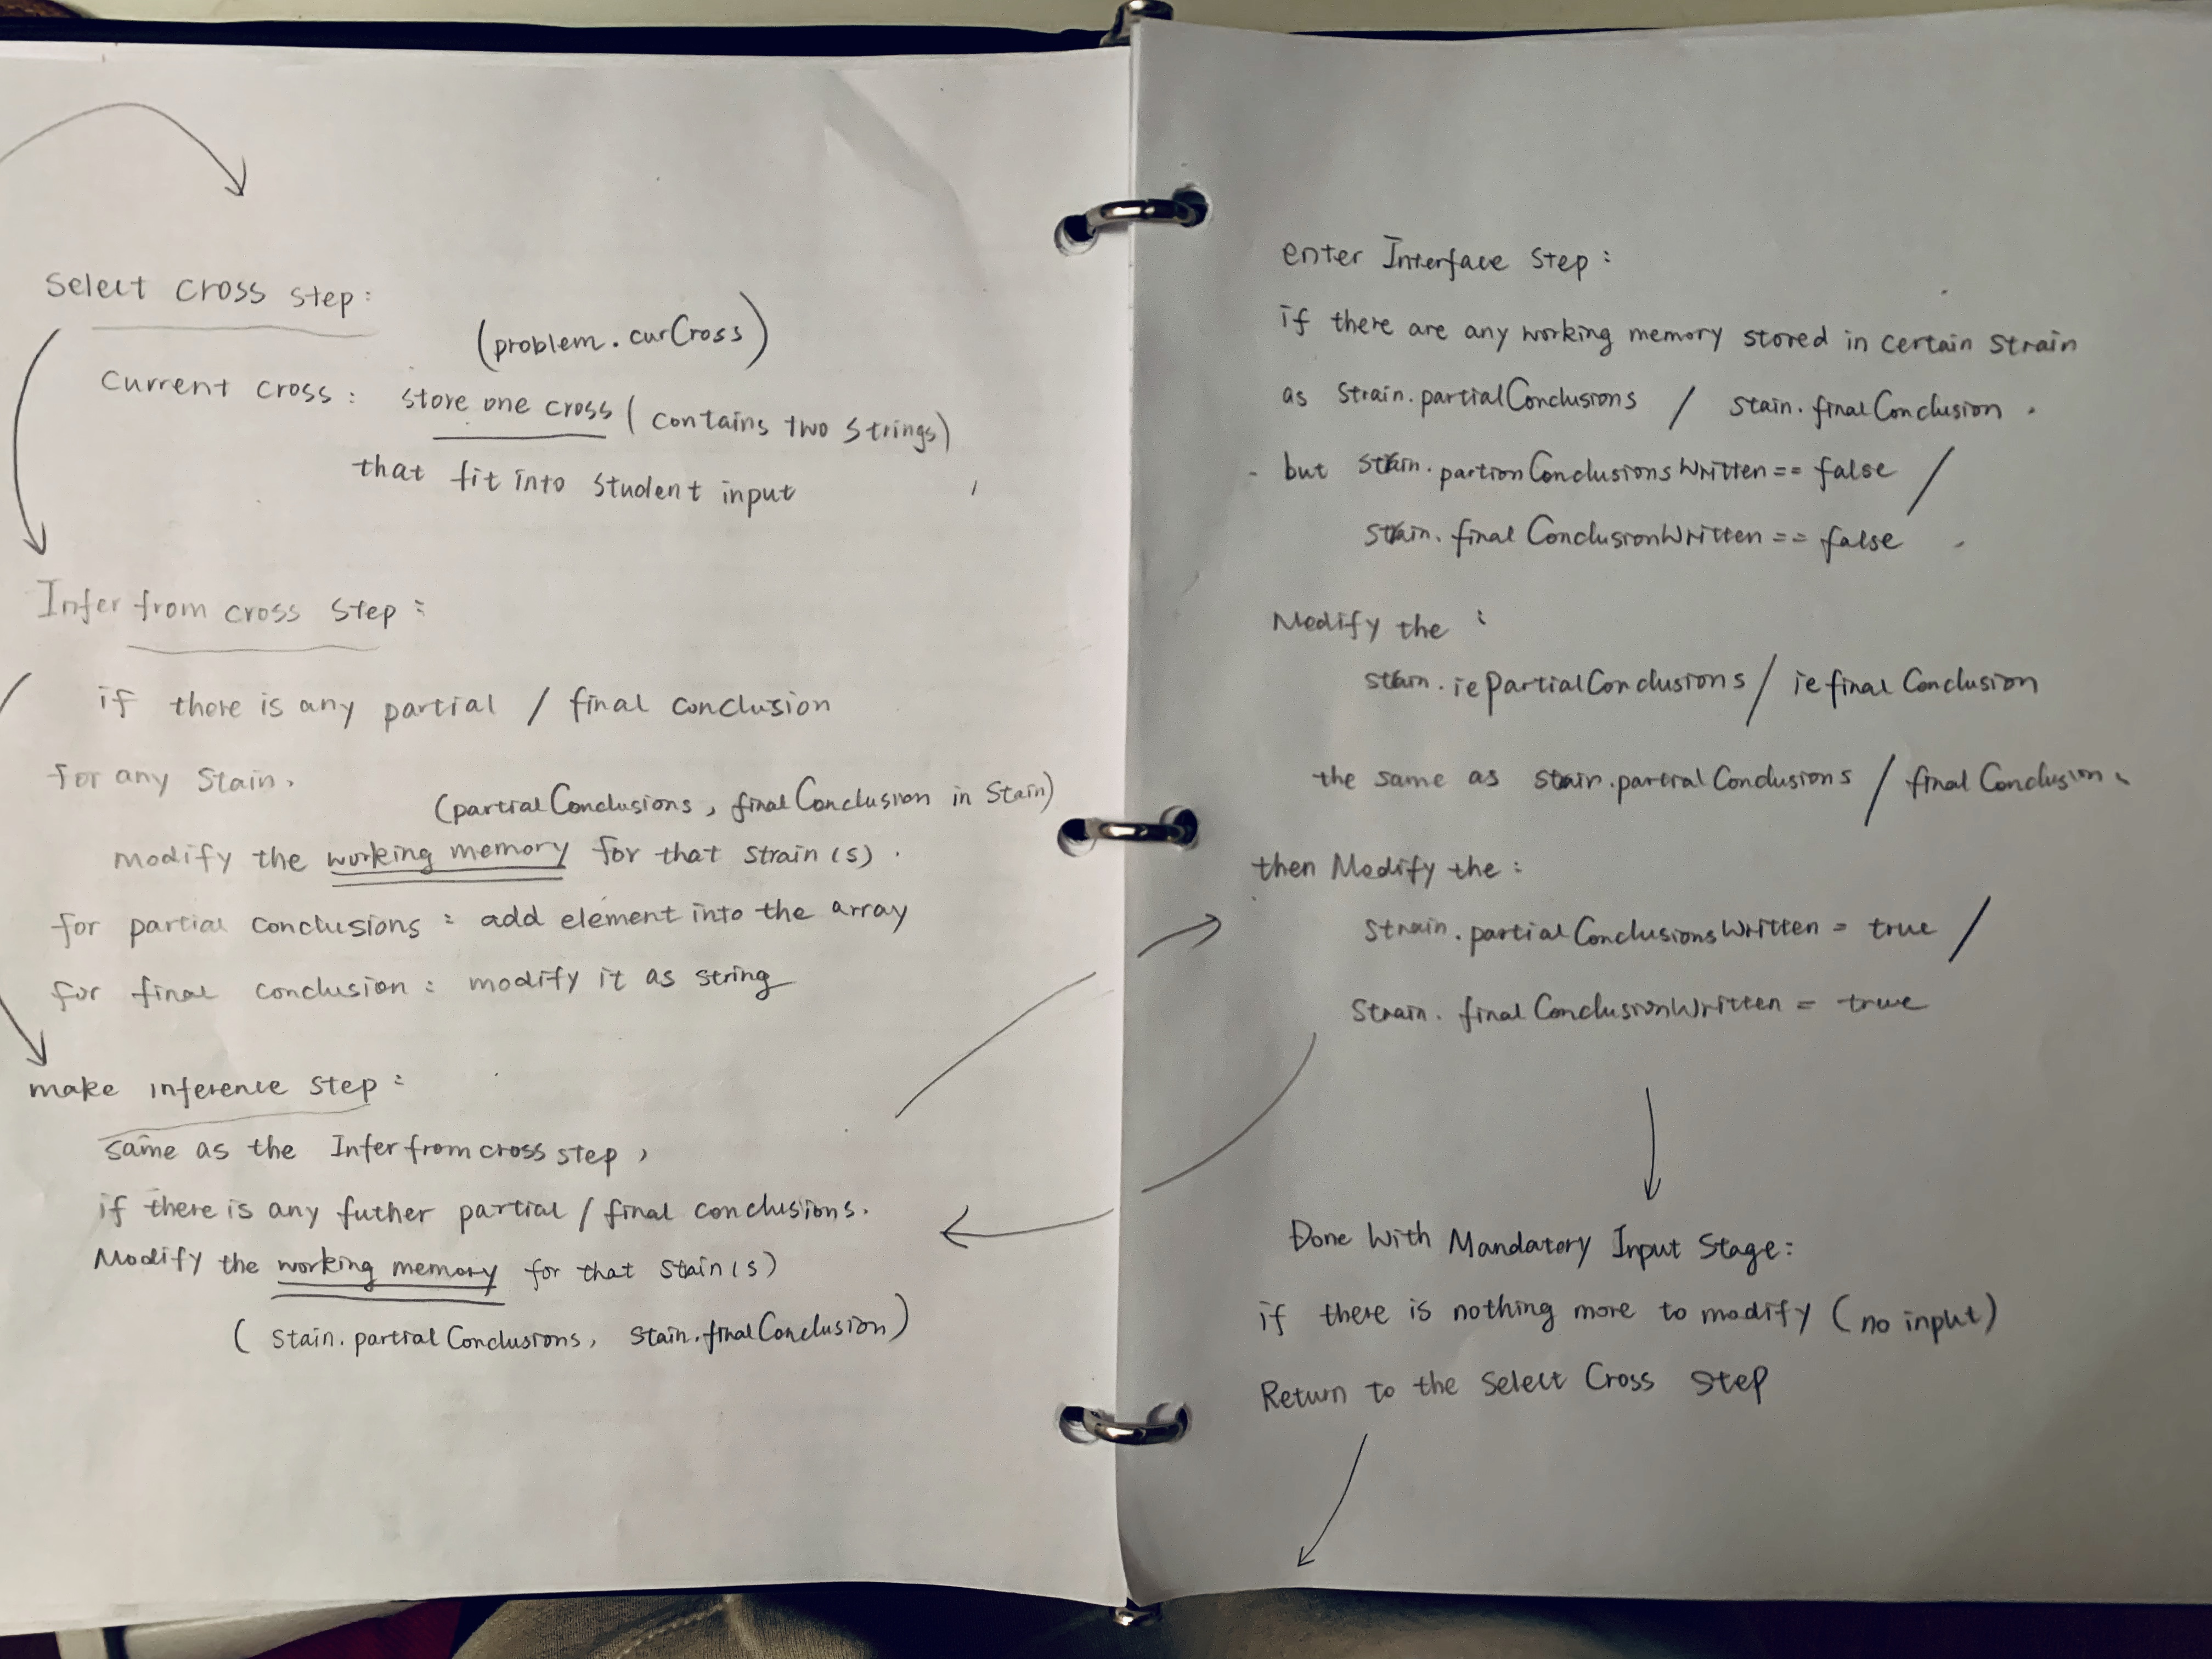 Select cross step:
(problem.curCross)
Current cross: store one cross (contains two strings)
that fit into student input
Infer from cross step:
if there is any partial / final conclusion
for any Stain.
(partialConclusions, finalConclusion in Stain)
modify the working memory for that Strain(s).
for partial conclusions: add element into the array
for final conclusion: modify it as string
make inference step:
same as the Infer from cross step,
if there is any futher partial / final conclusions.
Modify the working memory for that Stain(s)
(Stain.partialConclusions, Stain.finalConclusion)
enter Interface Step:
if there are any working memory stored in certain Strain
as Strain.partialConclusions / Stain.finalConclusion.
but Strain.partionConclusionsWritten == false /
Strain.finalConclusionWritten == false
Modify the:
Stain.iePartialConclusions / iefinalConclusion
the same as Stain.partialConclusions / finalConclusion.
then Modify the:
Strain.partialConclusionsWritten = true /
Strain.finalConclusionWritten = true
Done With Mandatory Input Stage:
if there is nothing more to modify (no input)
Return to the Select Cross Step